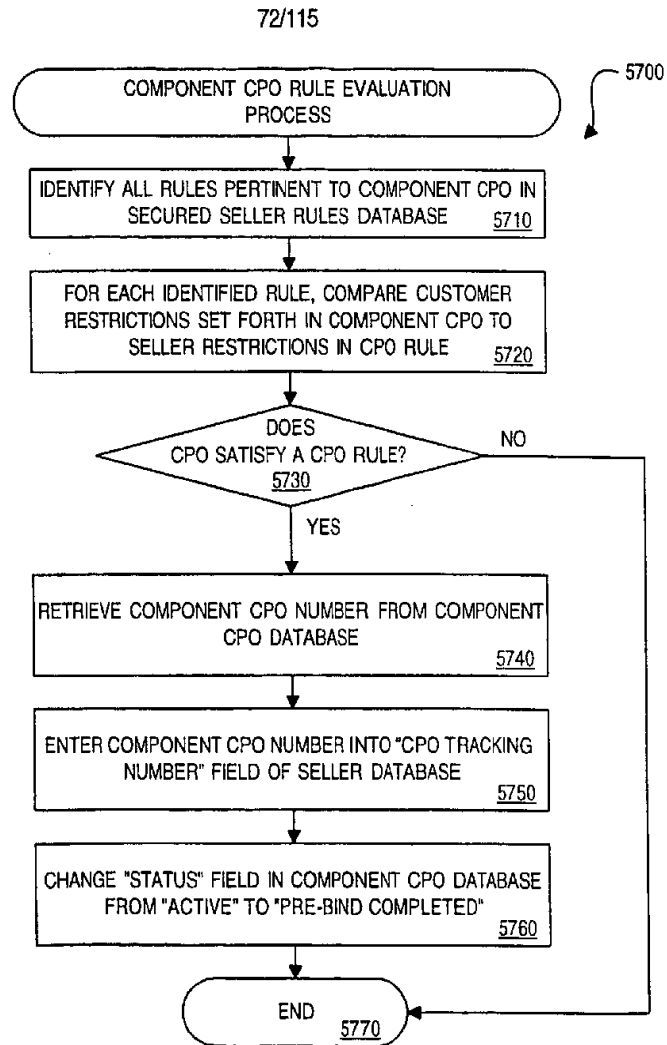 72/115
5700
COMPONENT CPO RULE EVALUATION
PROCESS
IDENTIFY ALL RULES PERTINENT TO COMPONENT CPO IN
SECURED SELLER RULES DATABASE
5710
FOR EACH IDENTIFIED RULE, COMPARE CUSTOMER
RESTRICTIONS SET FORTH IN COMPONENT CPO TO
SELLER RESTRICTIONS IN CPO RULE
5720
DOES
CPO SATISFY A CPO RULE?
5730
NO
YES
RETRIEVE COMPONENT CPO NUMBER FROM COMPONENT
CPO DATABASE
5740
ENTER COMPONENT CPO NUMBER INTO "CPO TRACKING
NUMBER" FIELD OF SELLER DATABASE
5750
CHANGE "STATUS" FIELD IN COMPONENT CPO DATABASE
FROM "ACTIVE" TO "PRE-BIND COMPLETED"
5760
END
5770